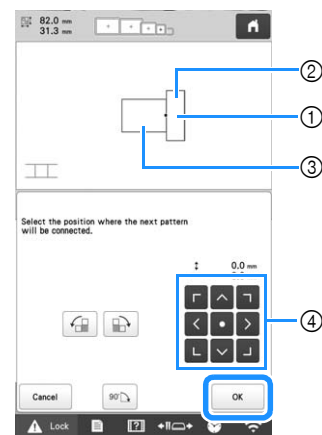 82.0 mm
31.3 mm
②
①
③
Select the position where the next pattern
will be connected.
0.0 mm
④
Cancel
90°
OK
Lock